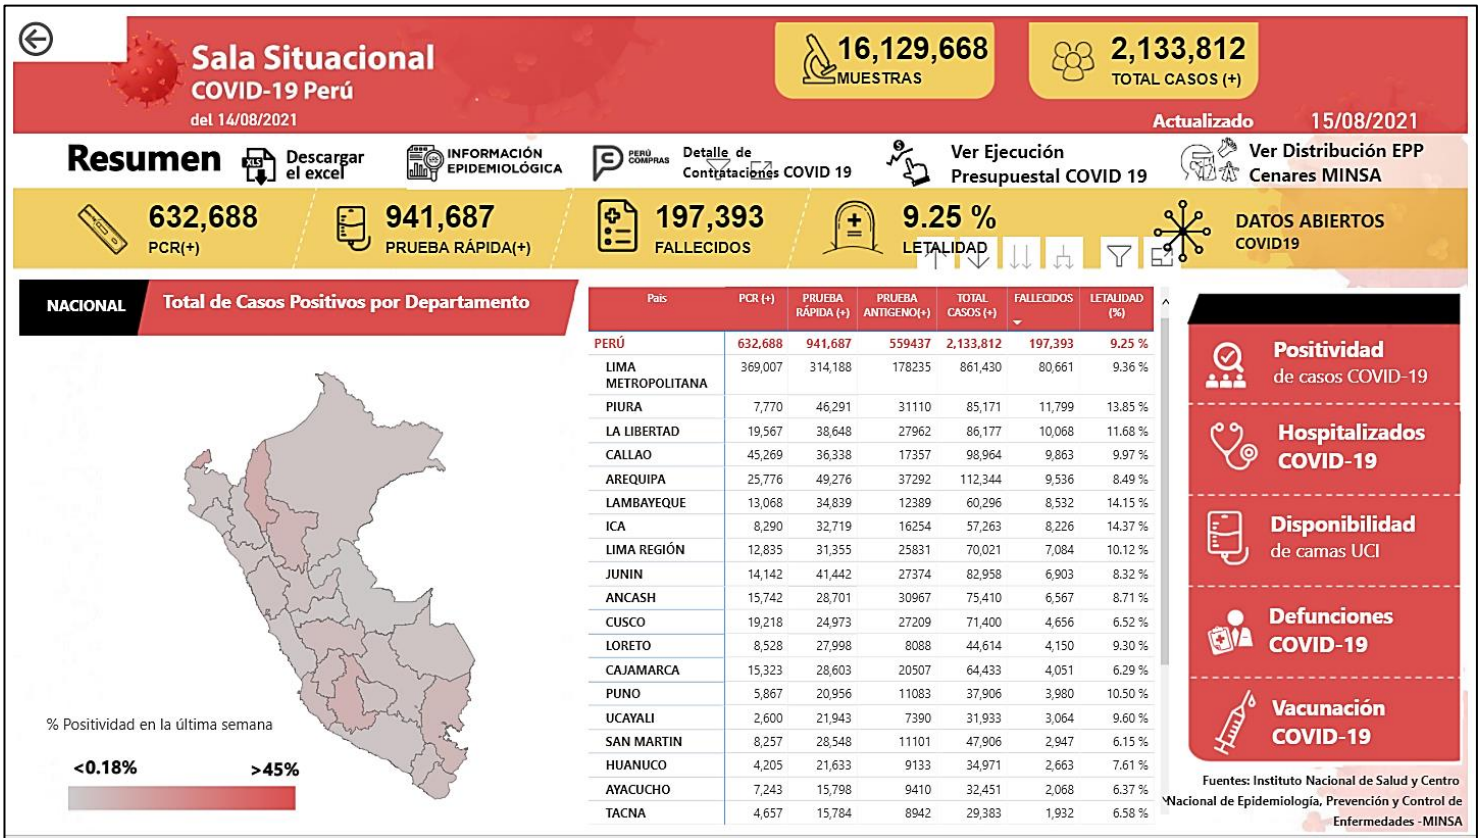 Sala Situacional
COVID-19 Perú
del 14/08/2021
16,129,668
MUESTRAS
2,133,812
TOTAL CASOS (+)
Actualizado 15/08/2021
Resumen
XLS
Descargar
el excel
INFORMACIÓN
EPIDEMIOLÓGICA
PERÚ
COMPRAS
Detalle de
Contrataciones COVID 19
Ver Ejecución
Presupuestal COVID 19
Ver Distribución EPP
Cenares MINSA
632,688
PCR(+)
941,687
PRUEBA RÁPIDA(+)
197,393
FALLECIDOS
9.25 %
LETALIDAD
DATOS ABIERTOS
COVID19
NACIONAL
Total de Casos Positivos por Departamento
% Positividad en la última semana
<0.18% >45%
Pais PCR (+) PRUEBA RÁPIDA (+) PRUEBA ANTIGENO(+) TOTAL CASOS (+) FALLECIDOS LETALIDAD (%)
PERÚ 632,688 941,687 559437 2,133,812 197,393 9.25 %
LIMA METROPOLITANA 369,007 314,188 178235 861,430 80,661 9.36 %
PIURA 7,770 46,291 31110 85,171 11,799 13.85 %
LA LIBERTAD 19,567 38,648 27962 86,177 10,068 11.68 %
CALLAO 45,269 36,338 17357 98,964 9,863 9.97 %
AREQUIPA 25,776 49,276 37292 112,344 9,536 8.49 %
LAMBAYEQUE 13,068 34,839 12389 60,296 8,532 14.15 %
ICA 8,290 32,719 16254 57,263 8,226 14.37 %
LIMA REGIÓN 12,835 31,355 25831 70,021 7,084 10.12 %
JUNIN 14,142 41,442 27374 82,958 6,903 8.32 %
ANCASH 15,742 28,701 30967 75,410 6,567 8.71 %
CUSCO 19,218 24,973 27209 71,400 4,656 6.52 %
LORETO 8,528 27,998 8088 44,614 4,150 9.30 %
CAJAMARCA 15,323 28,603 20507 64,433 4,051 6.29 %
PUNO 5,867 20,956 11083 37,906 3,980 10.50 %
UCAYALI 2,600 21,943 7390 31,933 3,064 9.60 %
SAN MARTIN 8,257 28,548 11101 47,906 2,947 6.15 %
HUANUCO 4,205 21,633 9133 34,971 2,663 7.61 %
AYACUCHO 7,243 15,798 9410 32,451 2,068 6.37 %
TACNA 4,657 15,784 8942 29,383 1,932 6.58 %
Positividad
de casos COVID-19
Hospitalizados
COVID-19
Disponibilidad
de camas UCI
Defunciones
COVID-19
Vacunación
COVID-19
Fuentes: Instituto Nacional de Salud y Centro
Nacional de Epidemiología, Prevención y Control de
Enfermedades -MINSA